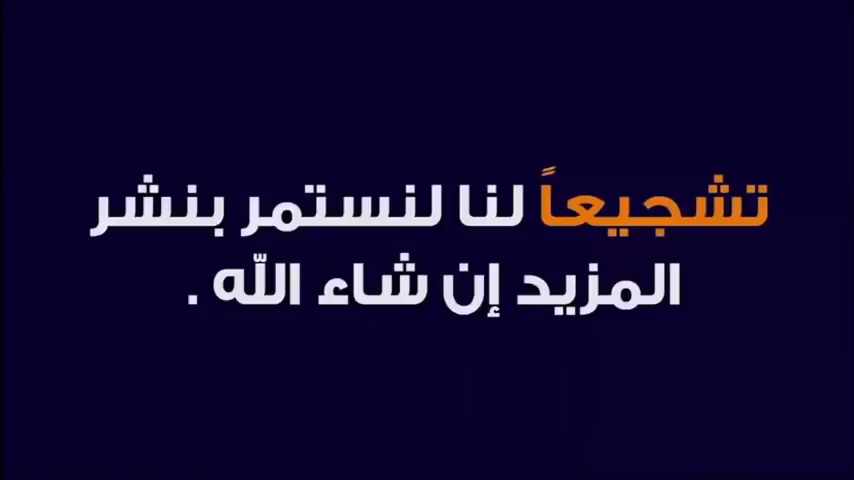 تشجيعاً لنا لنستمر بنشر
المزيد إن شاء الله .